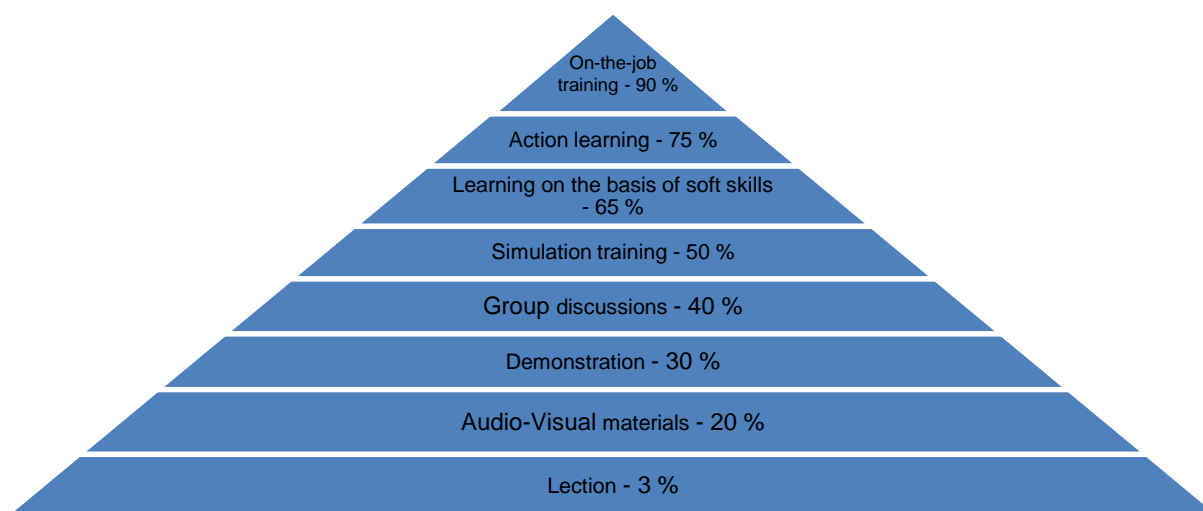 On-the-job
training - 90 %
Action learning - 75 %
Learning on the basis of soft skills
- 65 %
Simulation training - 50 %
Group discussions - 40 %
Demonstration - 30 %
Audio-Visual materials - 20 %
Lection - 3 %